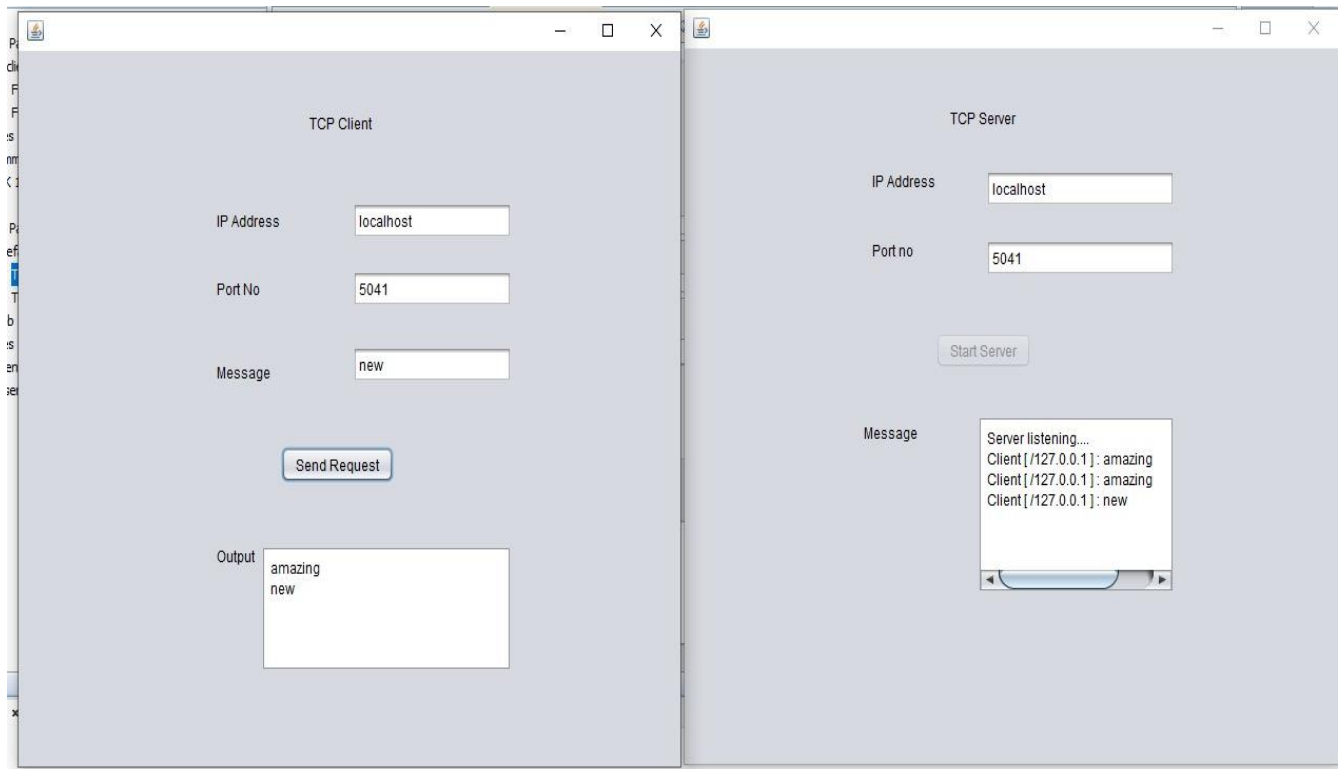 TCP Client
IP Address
localhost
Port No
5041
Message
new
Send Request
Output
amazing
new
TCP Server
IP Address
localhost
Port no
5041
Start Server
Message
Server listening....
Client [ /127.0.0.1 ] : amazing
Client [ /127.0.0.1 ] : amazing
Client [ /127.0.0.1 ] : new